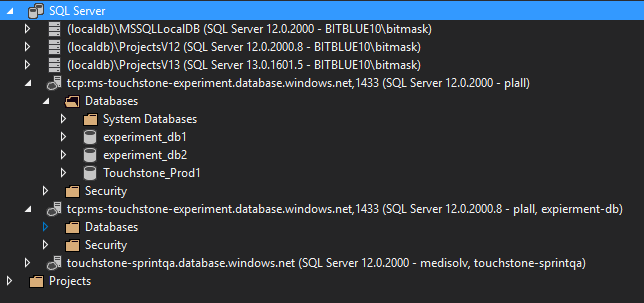 SQL Server
(localdb)\MSSQLLocalDB (SQL Server 12.0.2000 - BITBLUE10\bitmask)
(localdb)\ProjectsV12 (SQL Server 12.0.2000.8 - BITBLUE10\bitmask)
(localdb)\ProjectsV13 (SQL Server 13.0.1601.5 - BITBLUE10\bitmask)
tcp:ms-touchstone-experiment.database.windows.net,1433 (SQL Server 12.0.2000 - plall)
Databases
System Databases
experiment_db1
experiment_db2
Touchstone_Prod1
Security
tcp:ms-touchstone-experiment.database.windows.net,1433 (SQL Server 12.0.2000.8 - plall, expierment-db)
Databases
Security
touchstone-sprintqa.database.windows.net (SQL Server 12.0.2000 - medisolv, touchstone-sprintqa)
Projects